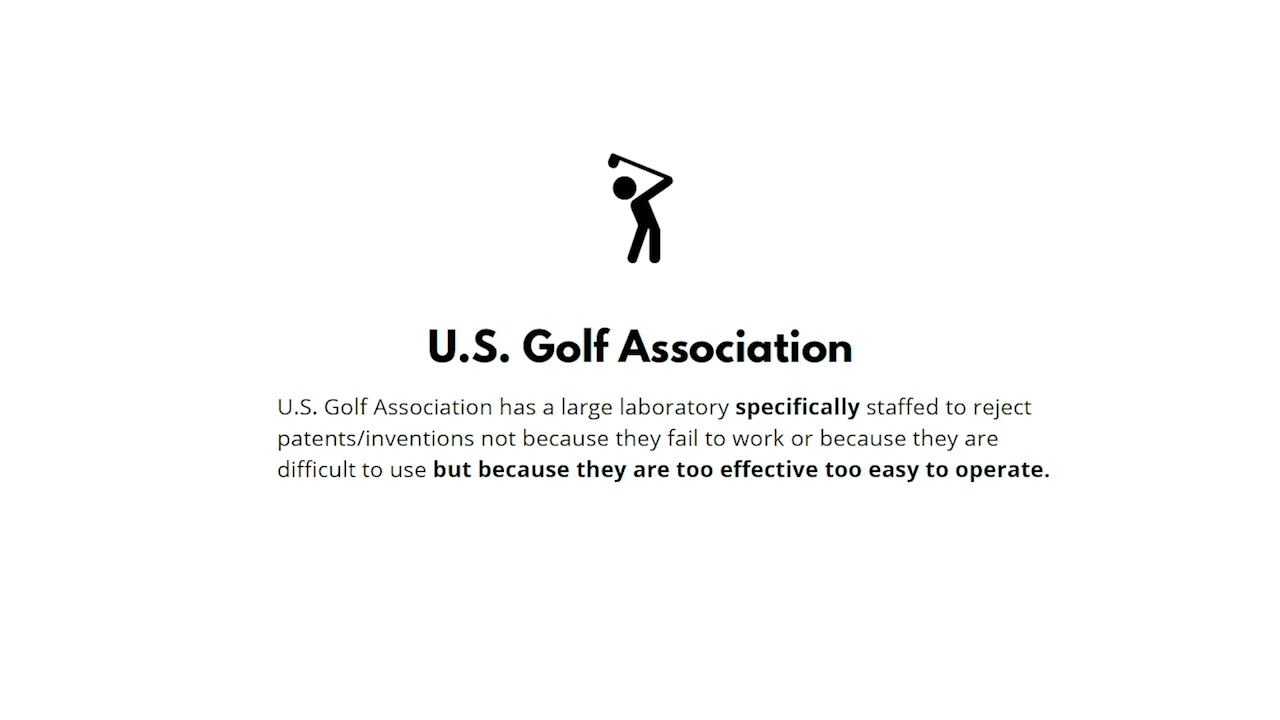 U.S. Golf Association
U.S. Golf Association has a large laboratory specifically staffed to reject
patents/inventions not because they fail to work or because they are
difficult to use but because they are too effective too easy to operate.